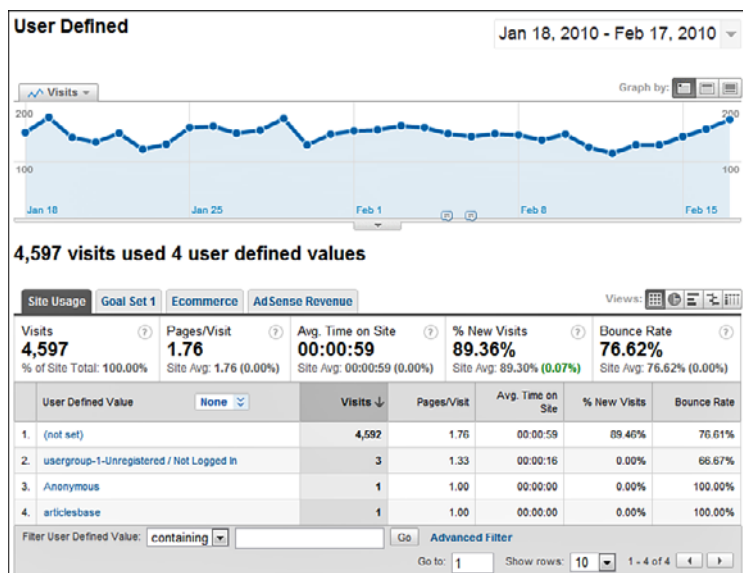 User Defined
Jan 18, 2010 - Feb 17, 2010
Visits
Graph by:
200 200
100 100
Jan 18 Jan 25 Feb 1 Feb 8 Feb 15
4,597 visits used 4 user defined values
Site Usage Goal Set 1 Ecommerce AdSense Revenue Views:
Visits ? Pages/Visit ? Avg. Time on Site ? % New Visits ? Bounce Rate ?
4,597 1.76 00:00:59 89.36% 76.62%
% of Site Total: 100.00% Site Avg: 1.76 (0.00%) Site Avg: 00:00:59 (0.00%) Site Avg: 89.30% (0.07%) Site Avg: 76.62% (0.00%)
User Defined Value None Visits ↓ Pages/Visit Avg. Time on Site % New Visits Bounce Rate
1. (not set) 4,592 1.76 00:00:59 89.46% 76.61%
2. usergroup-1-Unregistered / Not Logged In 3 1.33 00:00:16 0.00% 66.67%
3. Anonymous 1 1.00 00:00:00 0.00% 100.00%
4. articlesbase 1 1.00 00:00:00 0.00% 100.00%
Filter User Defined Value: containing Go Advanced Filter
Go to: 1 Show rows: 10 1 - 4 of 4